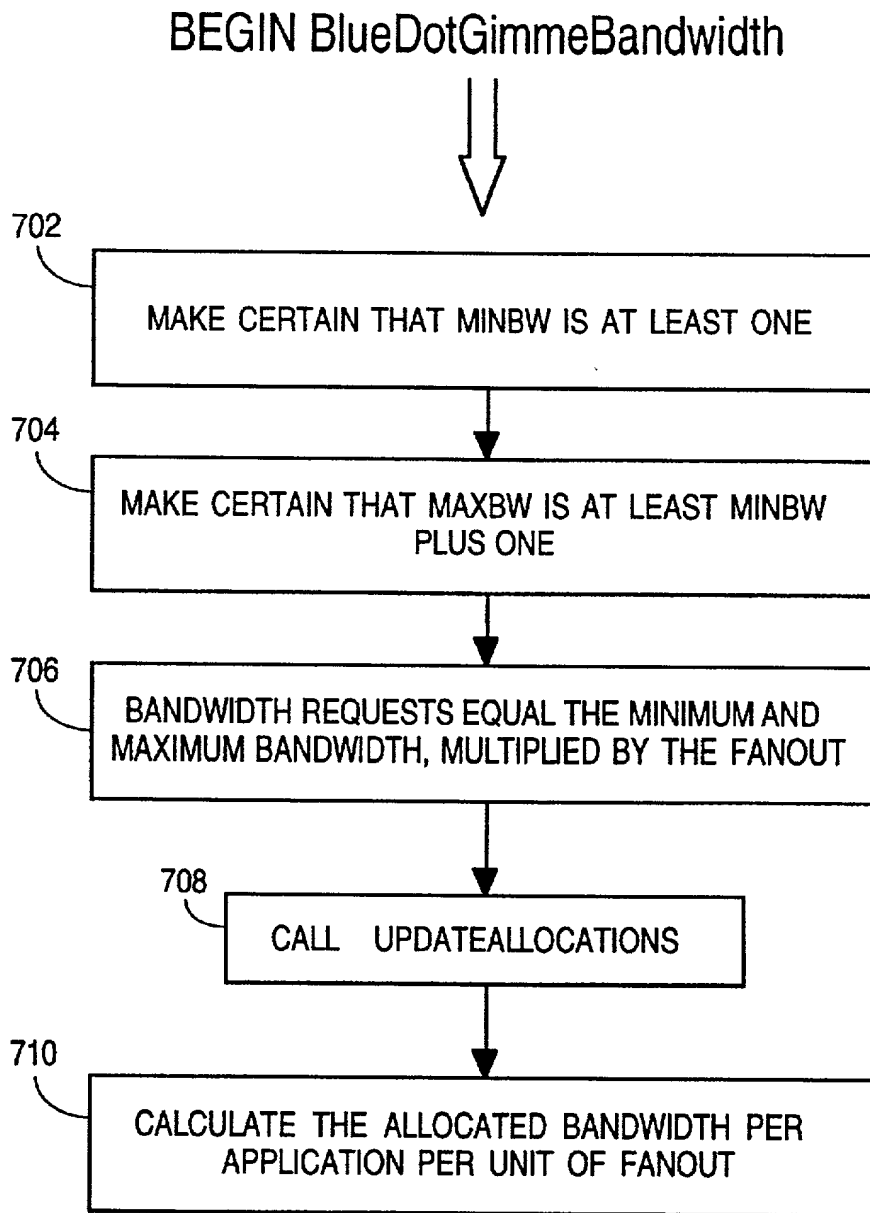 BEGIN BlueDotGimmeBandwidth
702
MAKE CERTAIN THAT MINBW IS AT LEAST ONE
704
MAKE CERTAIN THAT MAXBW IS AT LEAST MINBW
PLUS ONE
706
BANDWIDTH REQUESTS EQUAL THE MINIMUM AND
MAXIMUM BANDWIDTH, MULTIPLIED BY THE FANOUT
708
CALL UPDATEALLOCATIONS
710
CALCULATE THE ALLOCATED BANDWIDTH PER
APPLICATION PER UNIT OF FANOUT